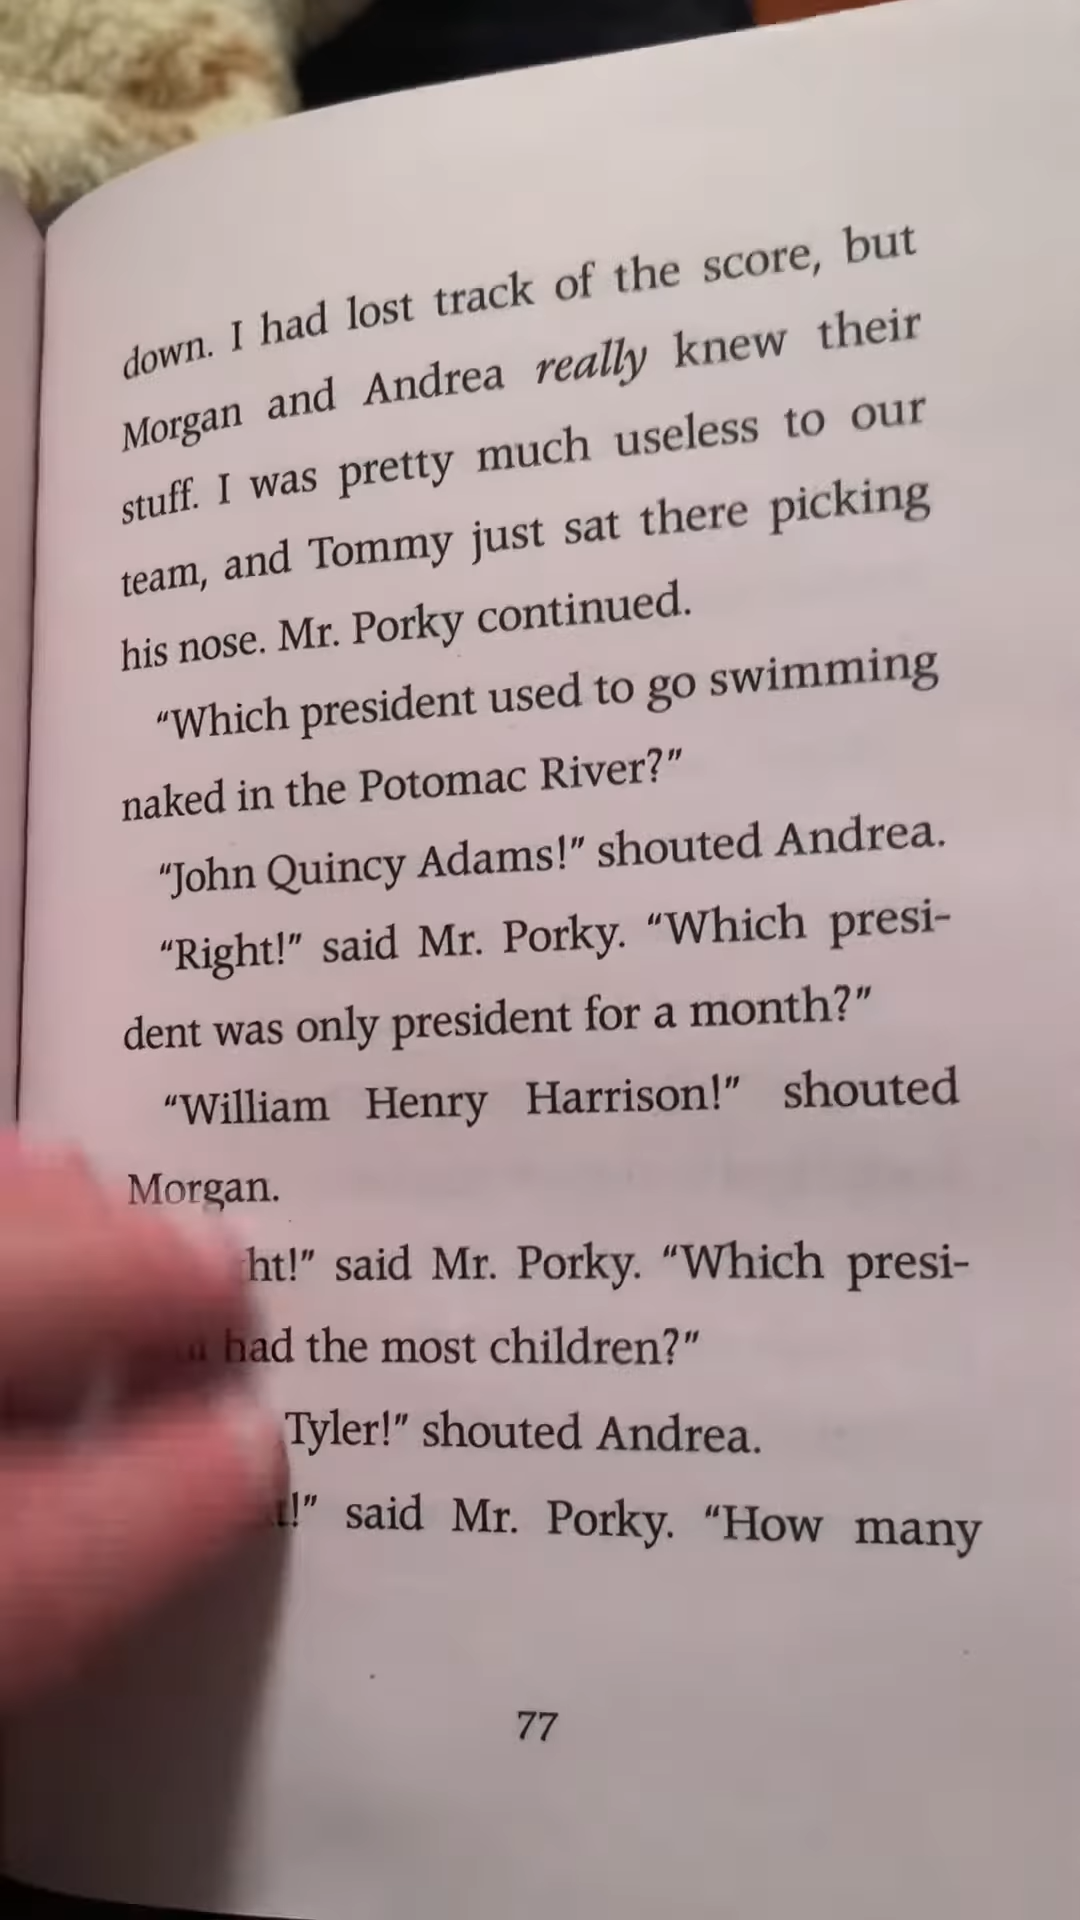 down. I had lost track of the score, but
Morgan and Andrea really knew their
stuff. I was pretty much useless to our
team, and Tommy just sat there picking
his nose. Mr. Porky continued.
“Which president used to go swimming
naked in the Potomac River?”
“John Quincy Adams!” shouted Andrea.
“Right!” said Mr. Porky. “Which presi-
dent was only president for a month?”
“William Henry Harrison!” shouted
Morgan.
ht!” said Mr. Porky. “Which presi-
had the most children?”
Tyler!” shouted Andrea.
t!” said Mr. Porky. “How many
77